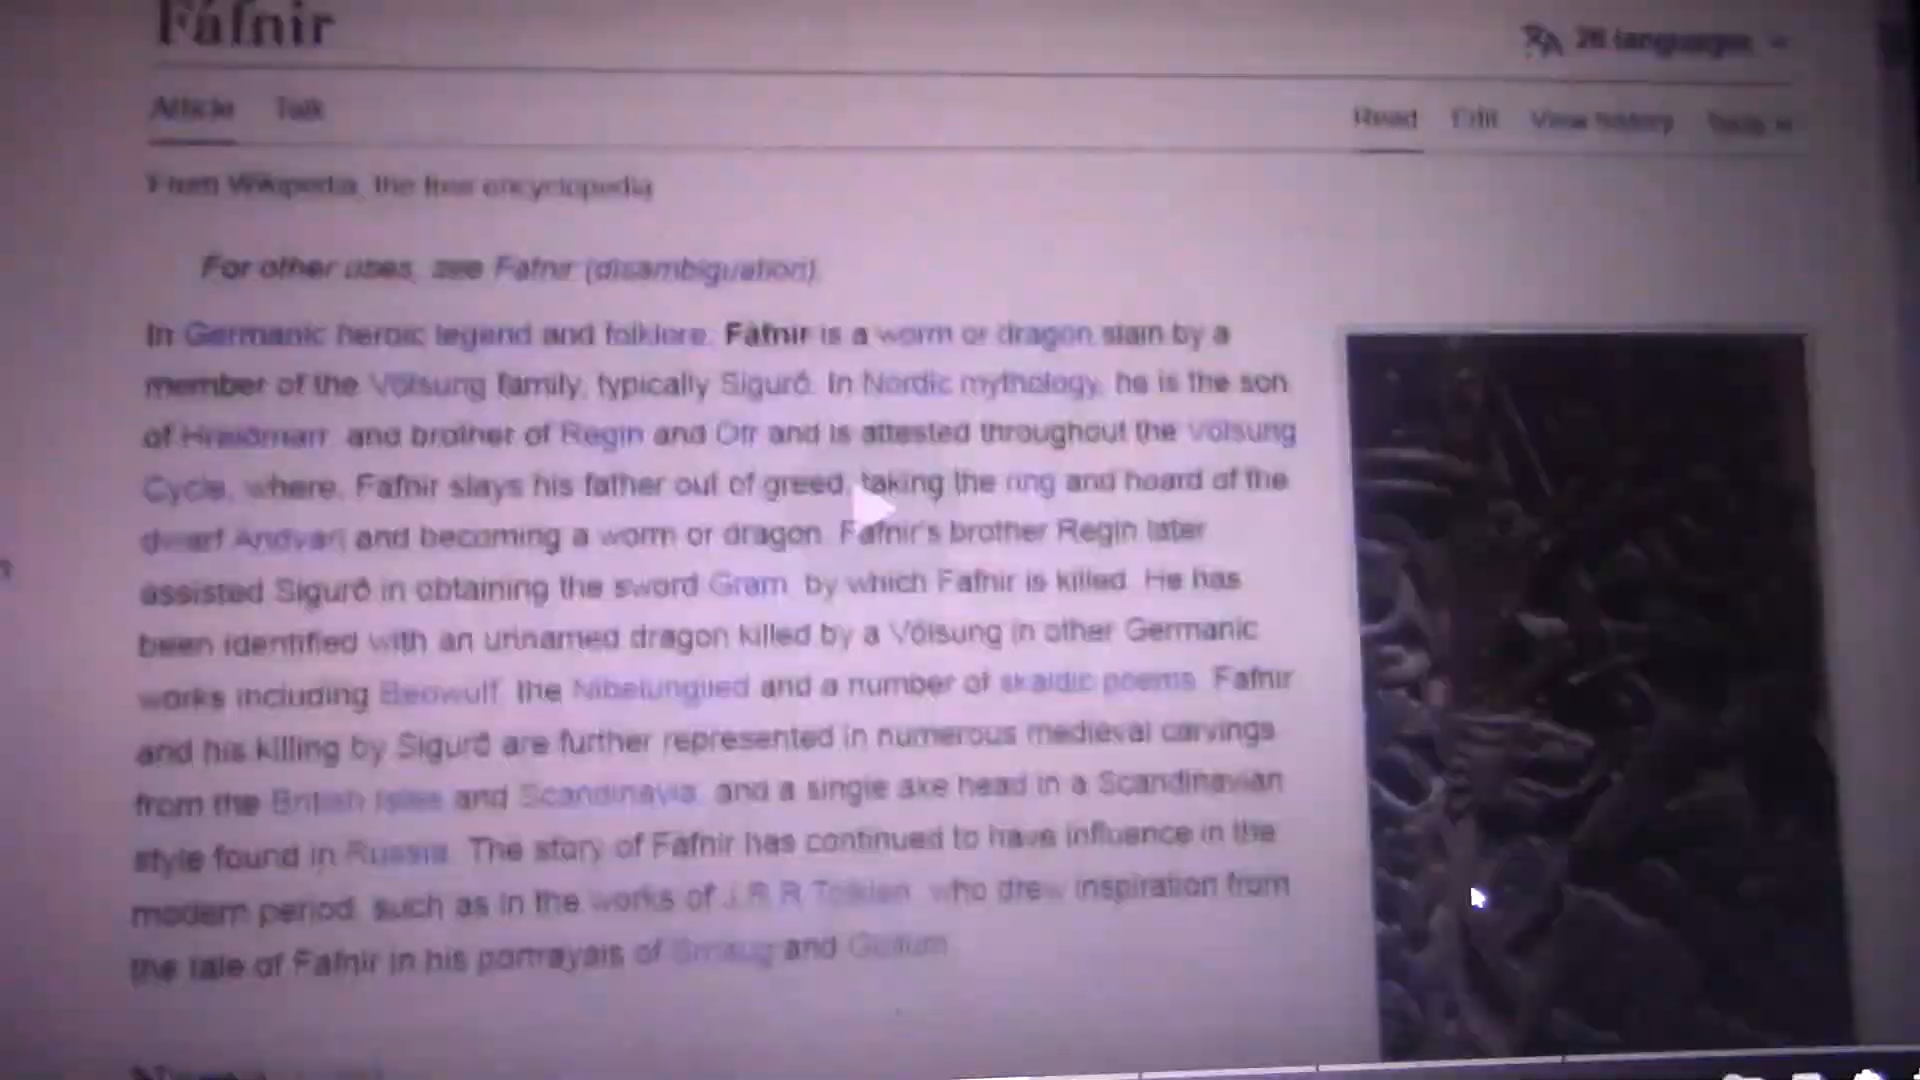 Fáfnir
26 languages
Article Talk
Read Edit View history Tools
From Wikipedia, the free encyclopedia
For other uses, see Fafnir (disambiguation).
In Germanic heroic legend and folklore, Fáfnir is a worm or dragon slain by a
member of the Völsung family, typically Sigurð. In Nordic mythology, he is the son
of Hreiðmarr, and brother of Regin and Ótr and is attested throughout the Völsung
Cycle, where, Fafnir slays his father out of greed, taking the ring and hoard of the
dwarf Andvari and becoming a worm or dragon. Fafnir's brother Regin later
assisted Sigurð in obtaining the sword Gram, by which Fafnir is killed. He has
been identified with an unnamed dragon killed by a Völsung in other Germanic
works including Beowulf, the Nibelunglied and a number of skaldic poems. Fafnir
and his killing by Sigurð are further represented in numerous medieval carvings
from the British Isles and Scandinavia, and a single axe head in a Scandinavian
style found in Russia. The story of Fafnir has continued to have influence in the
modern period, such as in the works of J.R.R Tolkien, who drew inspiration from
the tale of Fafnir in his portrayals of Smaug and Gollum.